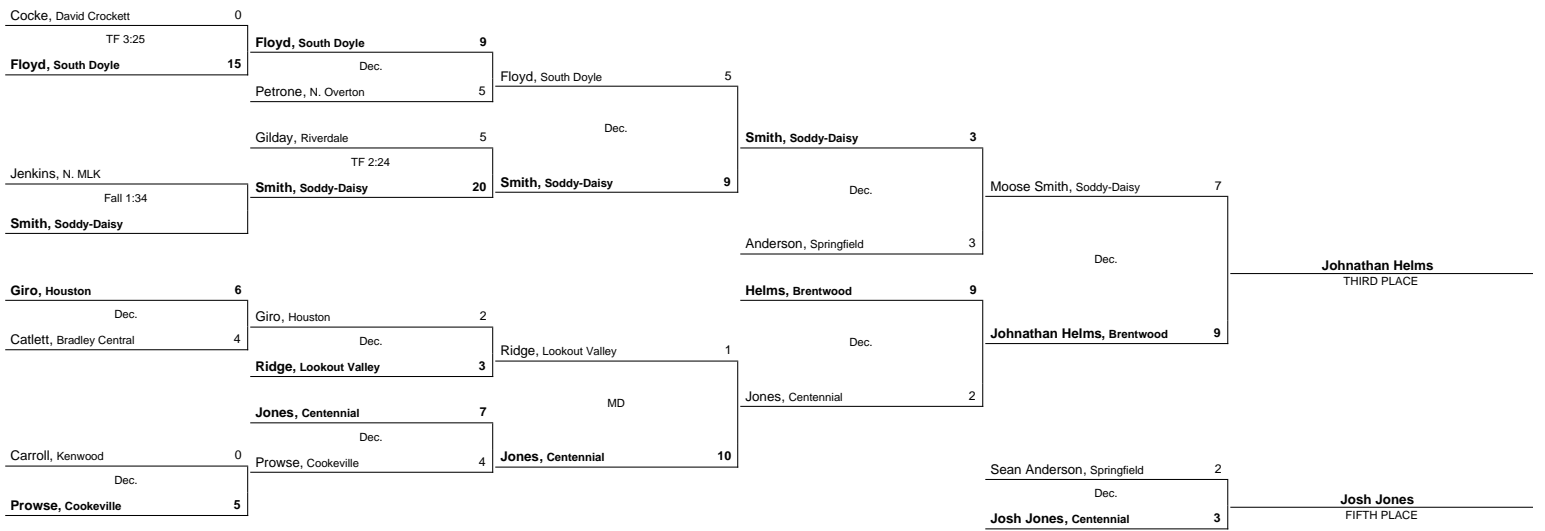 Cocke, David Crockett 0
TF 3:25
Floyd, South Doyle 15
Jenkins, N. MLK
Fall 1:34
Smith, Soddy-Daisy
Giro, Houston 6
Dec.
Catlett, Bradley Central 4
Carroll, Kenwood 0
Dec.
Prowse, Cookeville 5
Floyd, South Doyle 9
Dec.
Petrone, N. Overton 5
Gilday, Riverdale 5
TF 2:24
Smith, Soddy-Daisy 20
Giro, Houston 2
Dec.
Ridge, Lookout Valley 3
Jones, Centennial 7
Dec.
Prowse, Cookeville 4
Floyd, South Doyle 5
Dec.
Smith, Soddy-Daisy 9
Ridge, Lookout Valley 1
MD
Jones, Centennial 10
Smith, Soddy-Daisy 3
Dec.
Anderson, Springfield 3
Helms, Brentwood 9
Dec.
Jones, Centennial 2
Moose Smith, Soddy-Daisy 7
Dec.
Johnathan Helms, Brentwood 9
Sean Anderson, Springfield 2
Dec.
Josh Jones, Centennial 3
Johnathan Helms
THIRD PLACE
Josh Jones
FIFTH PLACE